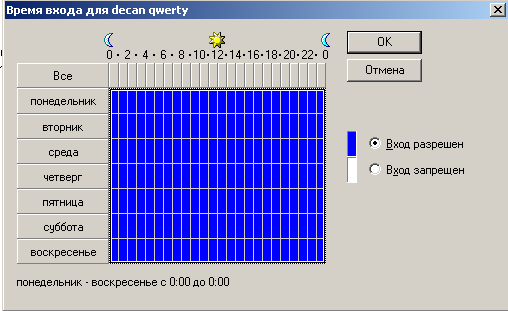 Время входа для decan qwerty
OK
Отмена
0 · 2 · 4 · 6 · 8 · 10 · 12 · 14 · 16 · 18 · 20 · 22 · 0
Все
понедельник
вторник
среда
четверг
пятница
суббота
воскресенье
Вход разрешен
Вход запрещен
понедельник - воскресенье с 0:00 до 0:00